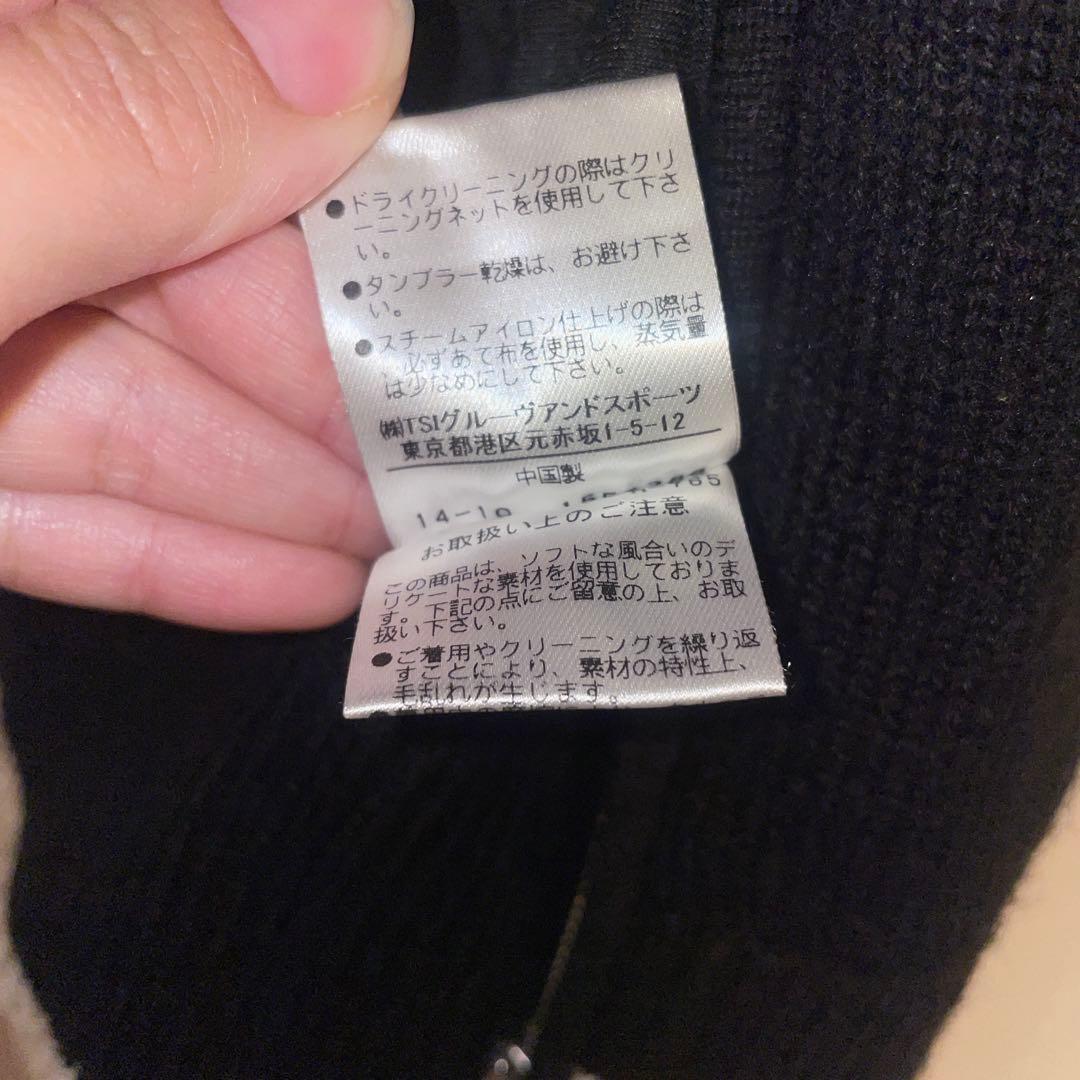 ●ドライクリーニングの際はクリ
ーニングネットを使用して下さ
い。
●タンブラー乾燥は、お避け下さ
い。
●スチームアイロン仕上げの際は
必ずあて布を使用し、蒸気量
は少なめにして下さい。
㈱TSIグルーヴアンドスポーツ
東京都港区元赤坂1-5-12
中国製
お取扱い上のご注意
この商品は、ソフトな風合いのデ
リケートな素材を使用しておりま
す。下記の点にご留意の上、お取
扱い下さい。
●ご着用やクリーニングを繰り返
すことにより、素材の特性上、
毛乱れが生じます。